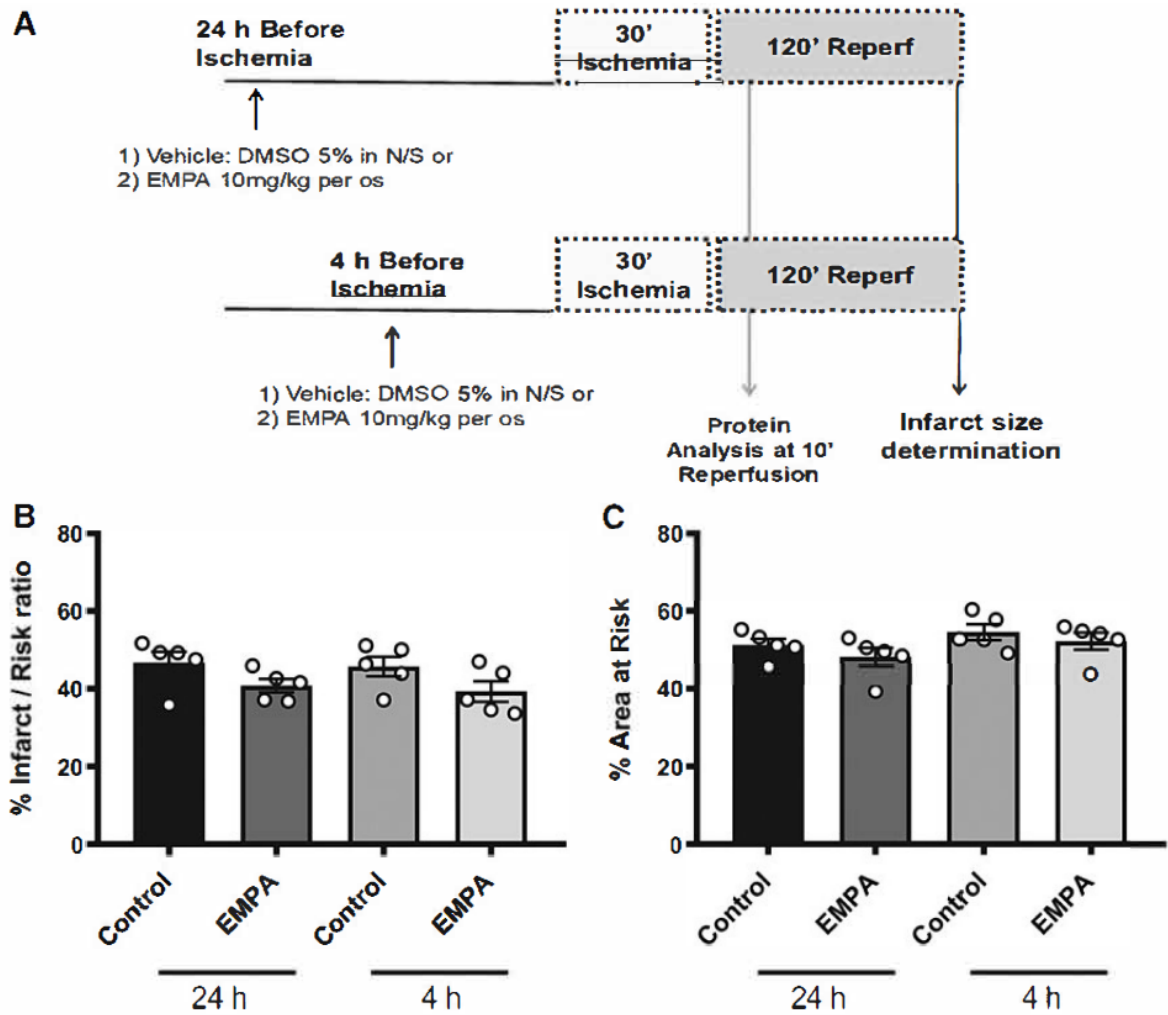 A
24 h Before
Ischemia
30’
Ischemia
120’ Reperf
1) Vehicle: DMSO 5% in N/S or
2) EMPA 10mg/kg per os
4 h Before
Ischemia
30’
Ischemia
120’ Reperf
1) Vehicle: DMSO 5% in N/S or
2) EMPA 10mg/kg per os
Protein
Analysis at 10’
Reperfusion
Infarct size
determination
B
% Infarct / Risk ratio
80
60
40
20
0
Control
EMPA
Control
EMPA
24 h
4 h
C
% Area at Risk
80
60
40
20
0
Control
EMPA
Control
EMPA
24 h
4 h